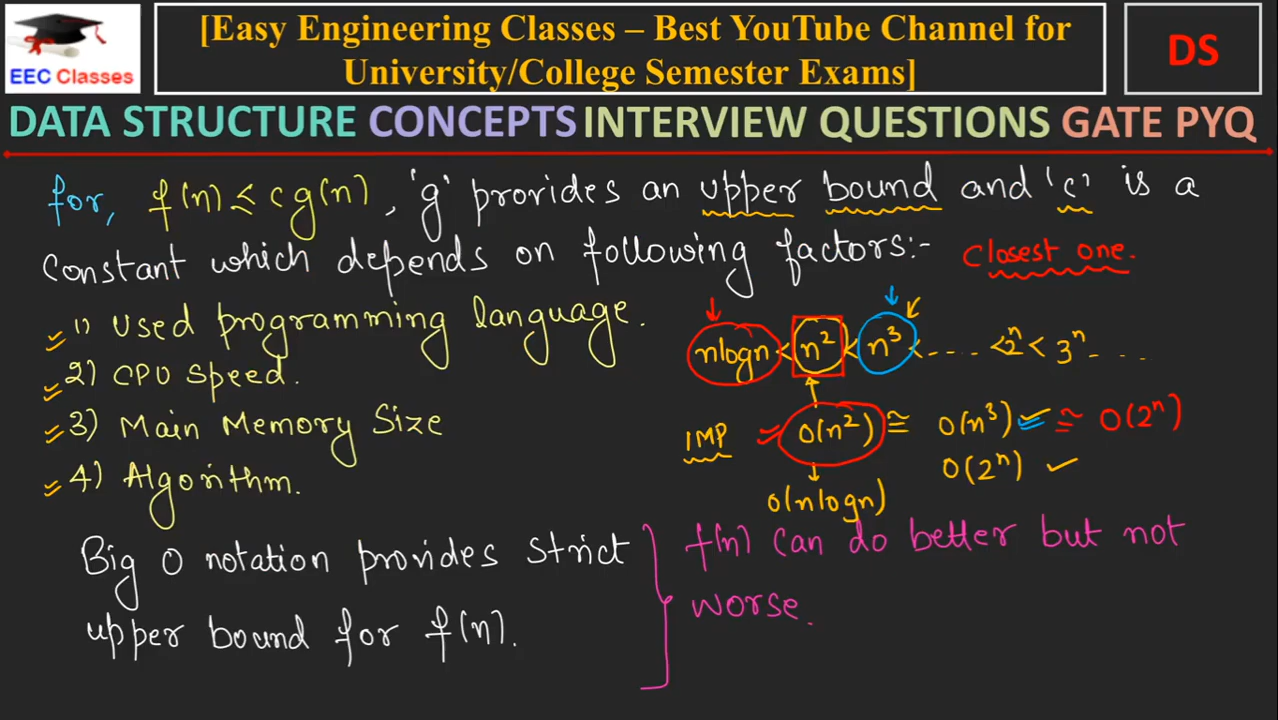 EEC Classes
[Easy Engineering Classes – Best YouTube Channel for
University/College Semester Exams]
DS
DATA STRUCTURE CONCEPTS INTERVIEW QUESTIONS GATE PYQ
for, f(n) ≤ cg(n), 'g' provides an upper bound and 'c' is a
Constant which depends on following factors:-
Closest one.
1) Used programming language.
2) CPU Speed.
3) Main Memory Size
4) Algorithm.
nlogn < n² < n³ < .... < 2ⁿ < 3ⁿ ....
IMP O(n²) ≅ O(n³) ≅ O(2ⁿ)
O(2ⁿ)
O(nlogn)
Big O notation provides strict
upper bound for f(n).
f(n) can do better but not
worse.